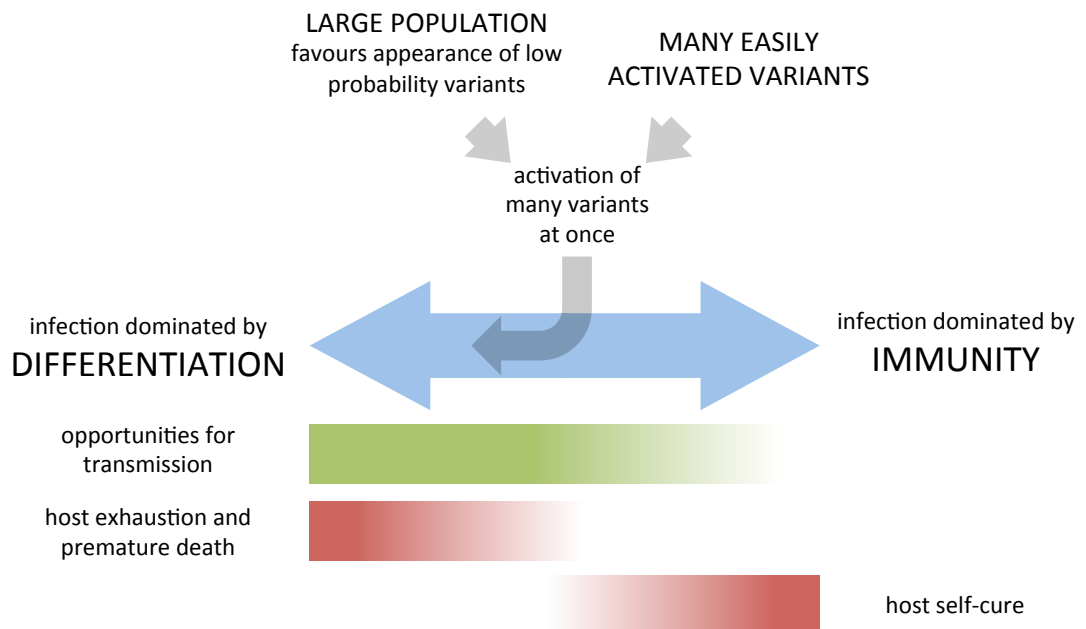 LARGE POPULATION
favours appearance of low
probability variants
MANY EASILY
ACTIVATED VARIANTS
activation of
many variants
at once
infection dominated by
DIFFERENTIATION
infection dominated by
IMMUNITY
opportunities for
transmission
host exhaustion and
premature death
host self-cure